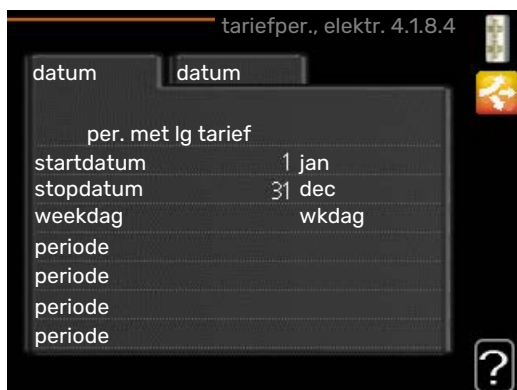 tariefper., elektr. 4.1.8.4
datum datum
per. met lg tarief
startdatum 1 jan
stopdatum 31 dec
weekdag wkdag
periode
periode
periode
periode
?